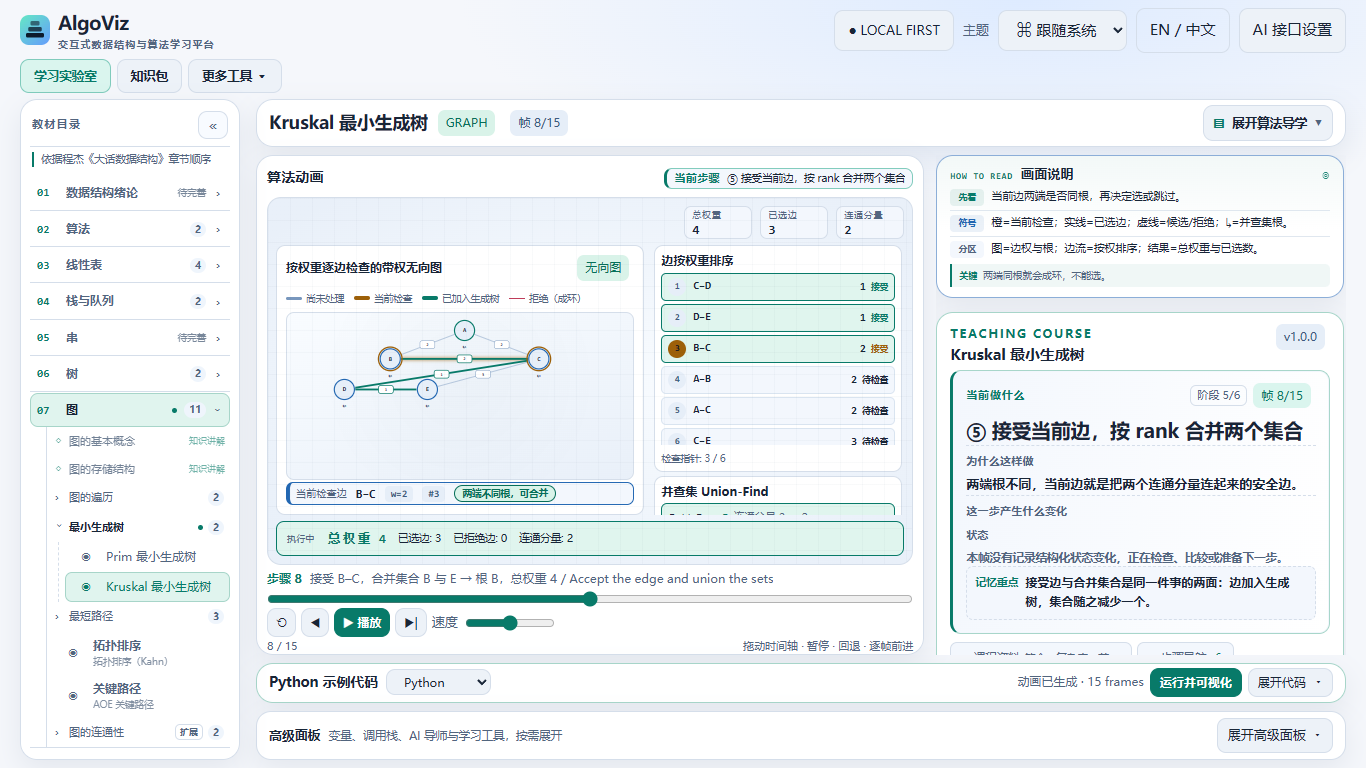 AlgoViz
交互式数据结构与算法学习平台
● LOCAL FIRST
主题
⌘ 跟随系统
EN / 中文
AI 接口设置
学习实验室
知识包
更多工具
教材目录
«
依据程杰《大话数据结构》章节顺序
01 数据结构绪论 待完善 ›
02 算法 2 ›
03 线性表 4 ›
04 栈与队列 2 ›
05 串 待完善 ›
06 树 2 ›
07 图 11
图的基本概念 知识讲解
图的存储结构 知识讲解
› 图的遍历 2
最小生成树 2
Prim 最小生成树
Kruskal 最小生成树
› 最短路径 3
拓扑排序
拓扑排序（Kahn）
关键路径
AOE 关键路径
› 图的连通性 扩展 2
Kruskal 最小生成树 GRAPH 帧 8/15
展开算法导学
算法动画
当前步骤 ⑤ 接受当前边，按 rank 合并两个集合
总权重
4
已选边
3
连通分量
2
按权重逐边检查的带权无向图
无向图
尚未处理 当前检查 已加入生成树 拒绝（成环）
A
B
C
D
E
当前检查边 B–C w=2 #3 两端不同根，可合并
边按权重排序
1 C–D 1 接受
2 D–E 1 接受
3 B–C 2 接受
4 A–B 2 待检查
5 A–C 2 待检查
6 C–E 3 待检查
检查指针: 3 / 6
并查集 Union-Find
执行中 总权重 4 已选边: 3 已拒绝边: 0 连通分量: 2
步骤 8 接受 B–C，合并集合 B 与 E → 根 B，总权重 4 / Accept the edge and union the sets
播放
速度
8 / 15
拖动时间轴 · 暂停 · 回退 · 逐帧前进
HOW TO READ 画面说明
先看 当前边两端是否同根，再决定选或跳过。
符号 橙=当前检查；实线=已选边；虚线=候选/拒绝；↳=并查集根。
分区 图=边权与根；边流=按权排序；结果=总权重与已选数。
关键 两端同根就会成环，不能选。
TEACHING COURSE
Kruskal 最小生成树
v1.0.0
当前做什么
阶段 5/6
帧 8/15
⑤ 接受当前边，按 rank 合并两个集合
为什么这样做
两端根不同，当前边就是把两个连通分量连起来的安全边。
这一步产生什么变化
状态
本帧没有记录结构化状态变化，正在检查、比较或准备下一步。
记忆重点 接受边与合并集合是同一件事的两面：边加入生成
树，集合随之减少一个。
Python 示例代码
Python
动画已生成 · 15 frames
运行并可视化
展开代码
高级面板 变量、调用栈、AI 导师与学习工具，按需展开
展开高级面板